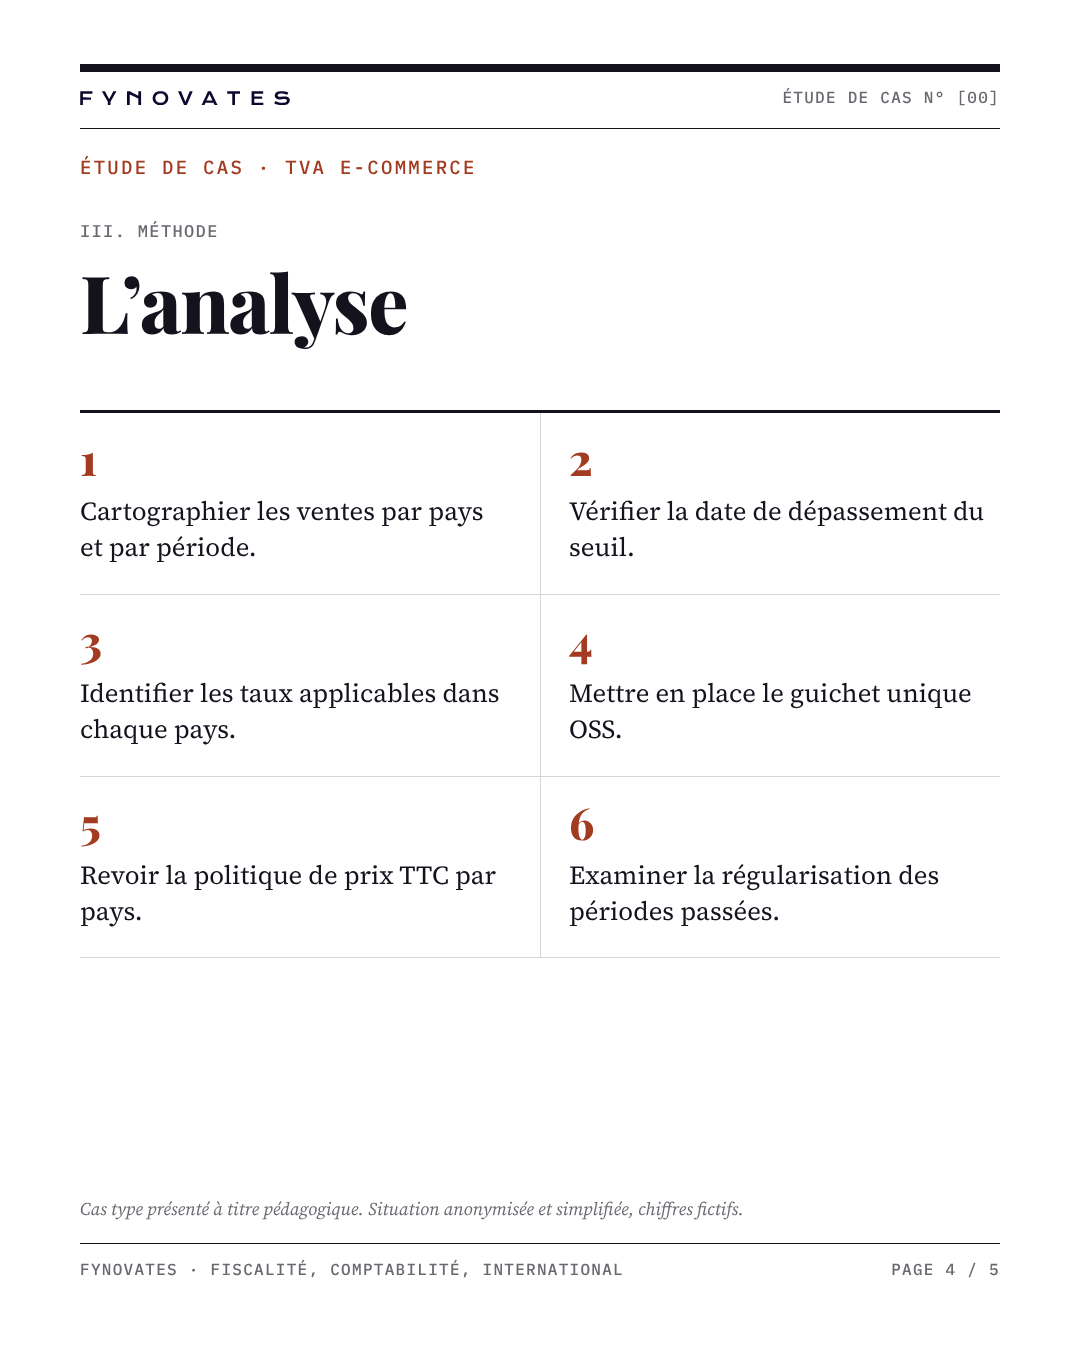 FYNOVATES
ÉTUDE DE CAS N° [00]
ÉTUDE DE CAS · TVA E-COMMERCE
III. MÉTHODE
L’analyse
1
Cartographier les ventes par pays
et par période.
2
Vérifier la date de dépassement du
seuil.
3
Identifier les taux applicables dans
chaque pays.
4
Mettre en place le guichet unique
OSS.
5
Revoir la politique de prix TTC par
pays.
6
Examiner la régularisation des
périodes passées.
Cas type présenté à titre pédagogique. Situation anonymisée et simplifiée, chiffres fictifs.
FYNOVATES · FISCALITÉ, COMPTABILITÉ, INTERNATIONAL
PAGE 4 / 5